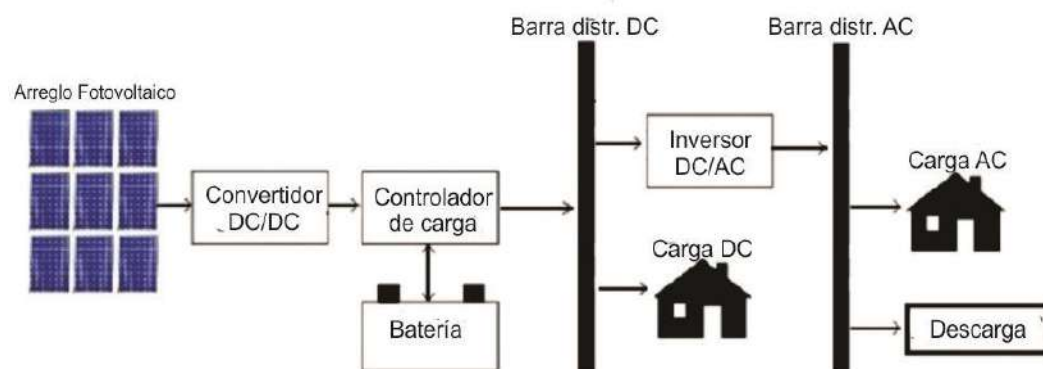 Barra distr. DC
Barra distr. AC
Arreglo Fotovoltaico
Convertidor
DC/DC
Controlador
de carga
Batería
Inversor
DC/AC
Carga DC
Carga AC
Descarga